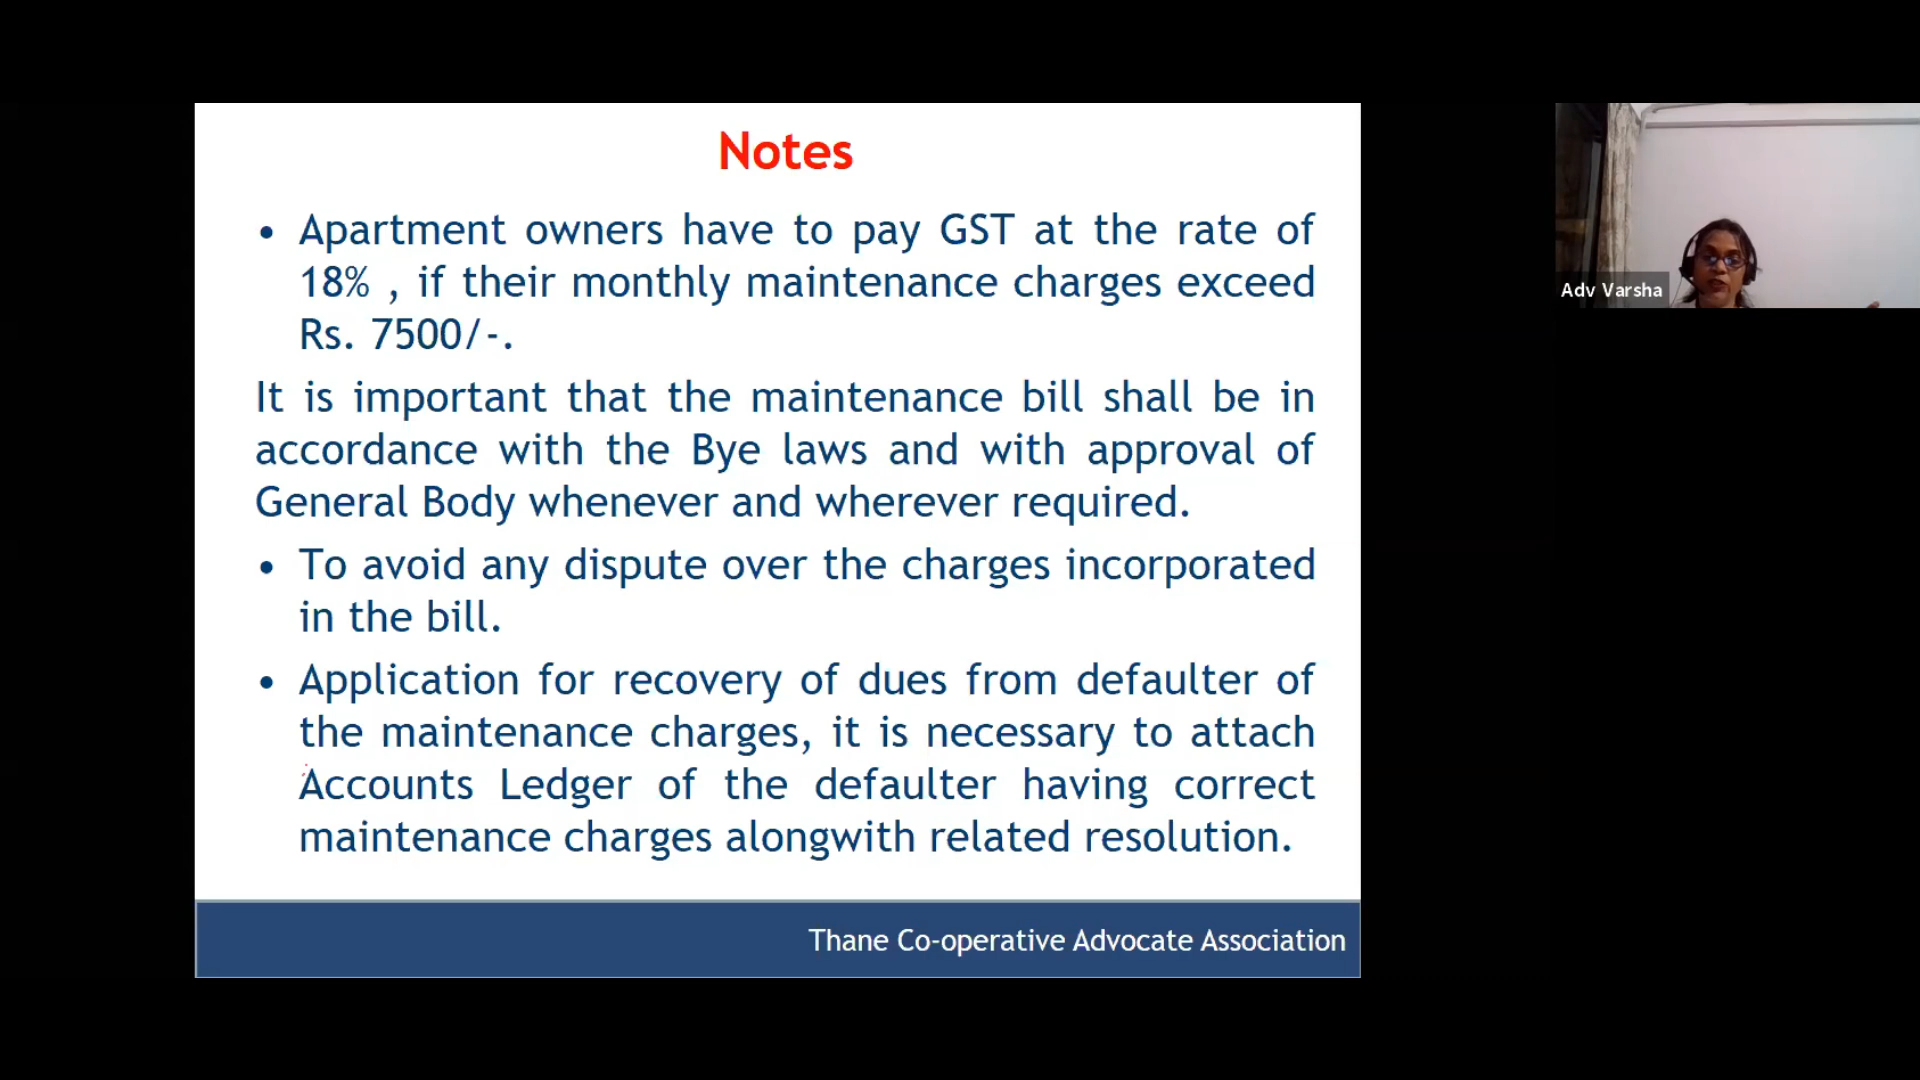 Notes
• Apartment owners have to pay GST at the rate of
18% , if their monthly maintenance charges exceed
Rs. 7500/-.
It is important that the maintenance bill shall be in
accordance with the Bye laws and with approval of
General Body whenever and wherever required.
• To avoid any dispute over the charges incorporated
in the bill.
• Application for recovery of dues from defaulter of
the maintenance charges, it is necessary to attach
Accounts Ledger of the defaulter having correct
maintenance charges alongwith related resolution.
Thane Co-operative Advocate Association
Adv Varsha